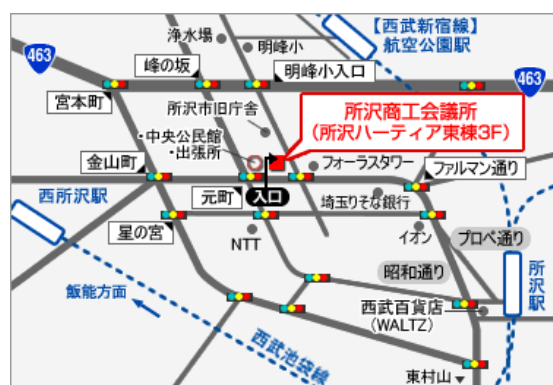 463
浄水場
明峰小
【西武新宿線】
航空公園駅
峰の坂
明峰小入口
463
宮本町
所沢市旧庁舎
所沢商工会議所
(所沢ハーティア東棟3F)
・中央公民館
・出張所
金山町
フォーラスタワー
ファルマン通り
西所沢駅
元町
入口
埼玉りそな銀行
星の宮
NTT
イオン
プロペ通り
昭和通り
所沢駅
飯能方面
西武百貨店
(WALTZ)
西武池袋線
東村山